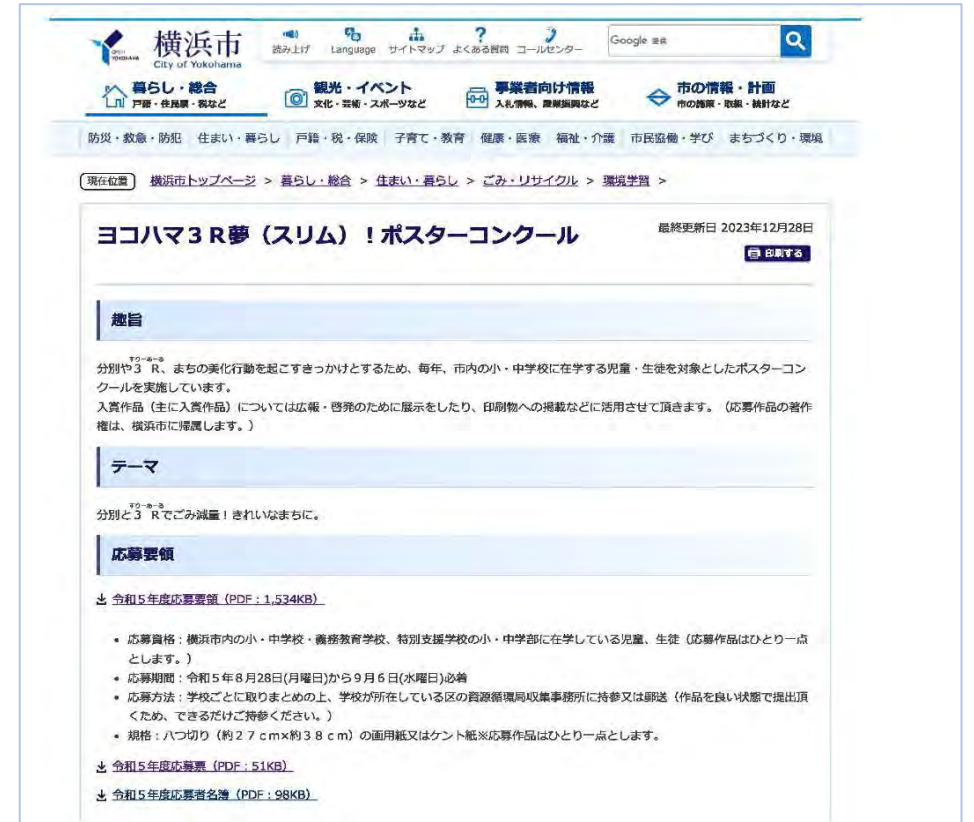 横浜市
City of Yokohama
OPEN YOKOHAMA
読み上げ Language サイトマップ よくある質問 コールセンター
Google
暮らし・総合
戸籍・住民票・税など
観光・イベント
文化・芸術・スポーツなど
事業者向け情報
入札情報、産業振興など
市の情報・計画
市の施策・取組・統計など
防災・救急・防犯 住まい・暮らし 戸籍・税・保険 子育て・教育 健康・医療 福祉・介護 市民協働・学び まちづくり・環境
現在位置 横浜市トップページ > 暮らし・総合 > 住まい・暮らし > ごみ・リサイクル > 環境学習 >
ヨコハマ3R夢(スリム)!ポスターコンクール
最終更新日 2023年12月28日
印刷する
趣旨
すりーあーる
分別や3R、まちの美化行動を起こすきっかけとするため、毎年、市内の小・中学校に在学する児童・生徒を対象としたポスターコン
クールを実施しています。
入賞作品(主に入賞作品)については広報・啓発のために展示をしたり、印刷物への掲載などに活用させて頂きます。(応募作品の著作
権は、横浜市に帰属します。)
テーマ
すりーあーる
分別と3Rでごみ減量!きれいなまちに。
応募要領
令和5年度応募要領(PDF:1,534KB)
・応募資格:横浜市内の小・中学校・義務教育学校、特別支援学校の小・中学部に在学している児童、生徒(応募作品はひとり一点
とします。)
・応募期間:令和5年8月28日(月曜日)から9月6日(水曜日)必着
・応募方法:学校ごとに取りまとめの上、学校が所在している区の資源循環局収集事務所に持参又は郵送(作品を良い状態で提出頂
くため、できるだけご持参ください。)
・規格:八つ切り(約27cm×約38cm)の画用紙又はケント紙※応募作品はひとり一点とします。
令和5年度応募票(PDF:51KB)
令和5年度応募者名簿(PDF:98KB)